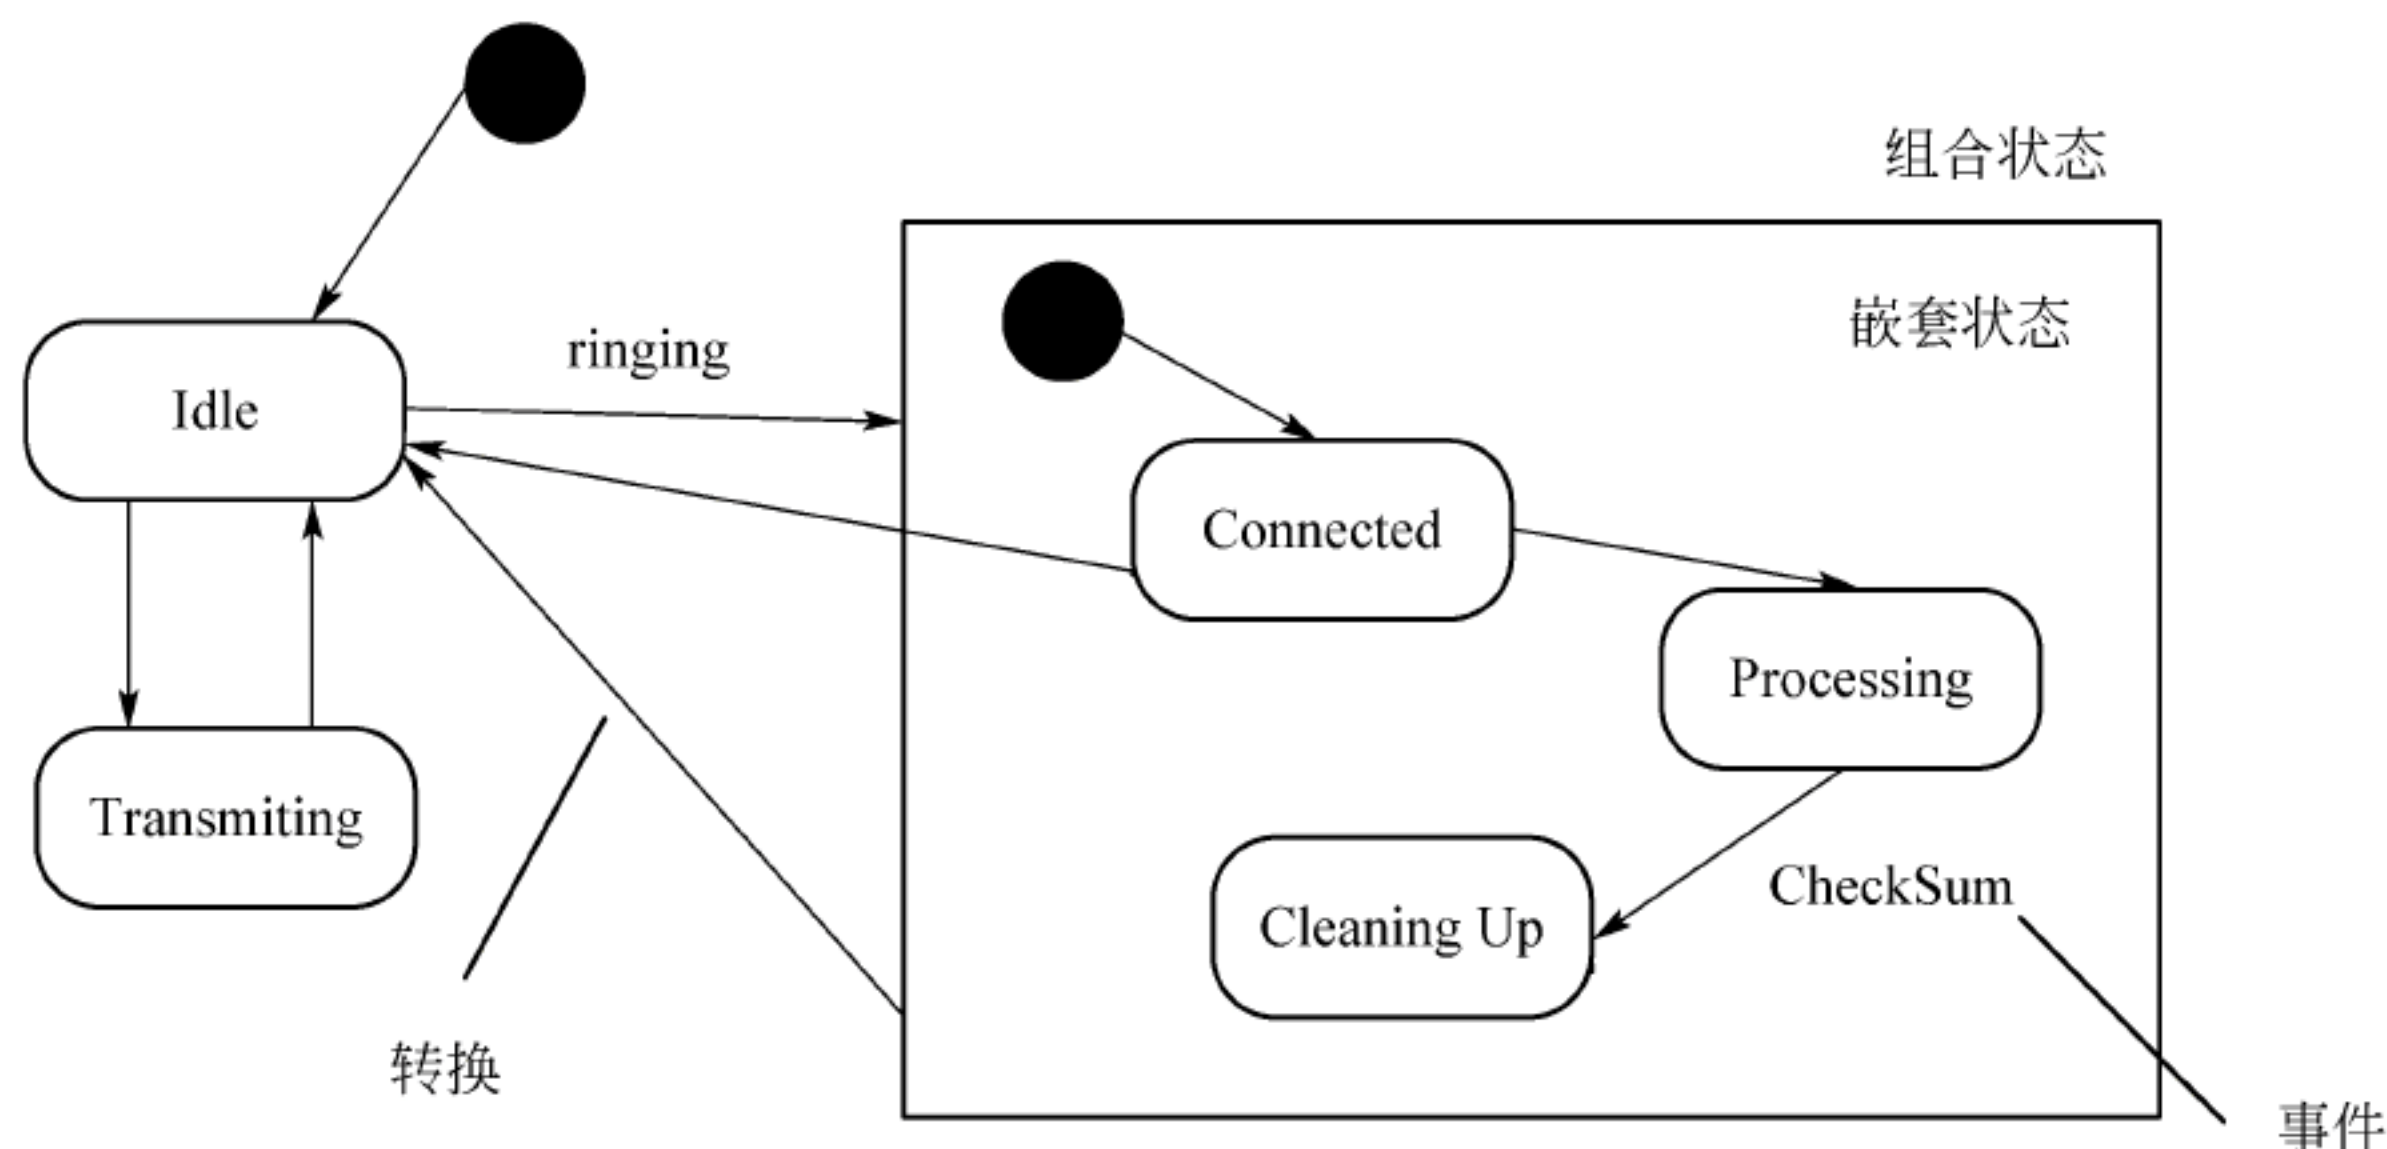 组合状态
嵌套状态
ringing
Idle
Connected
Processing
Transmiting
CheckSum
Cleaning Up
转换
事件